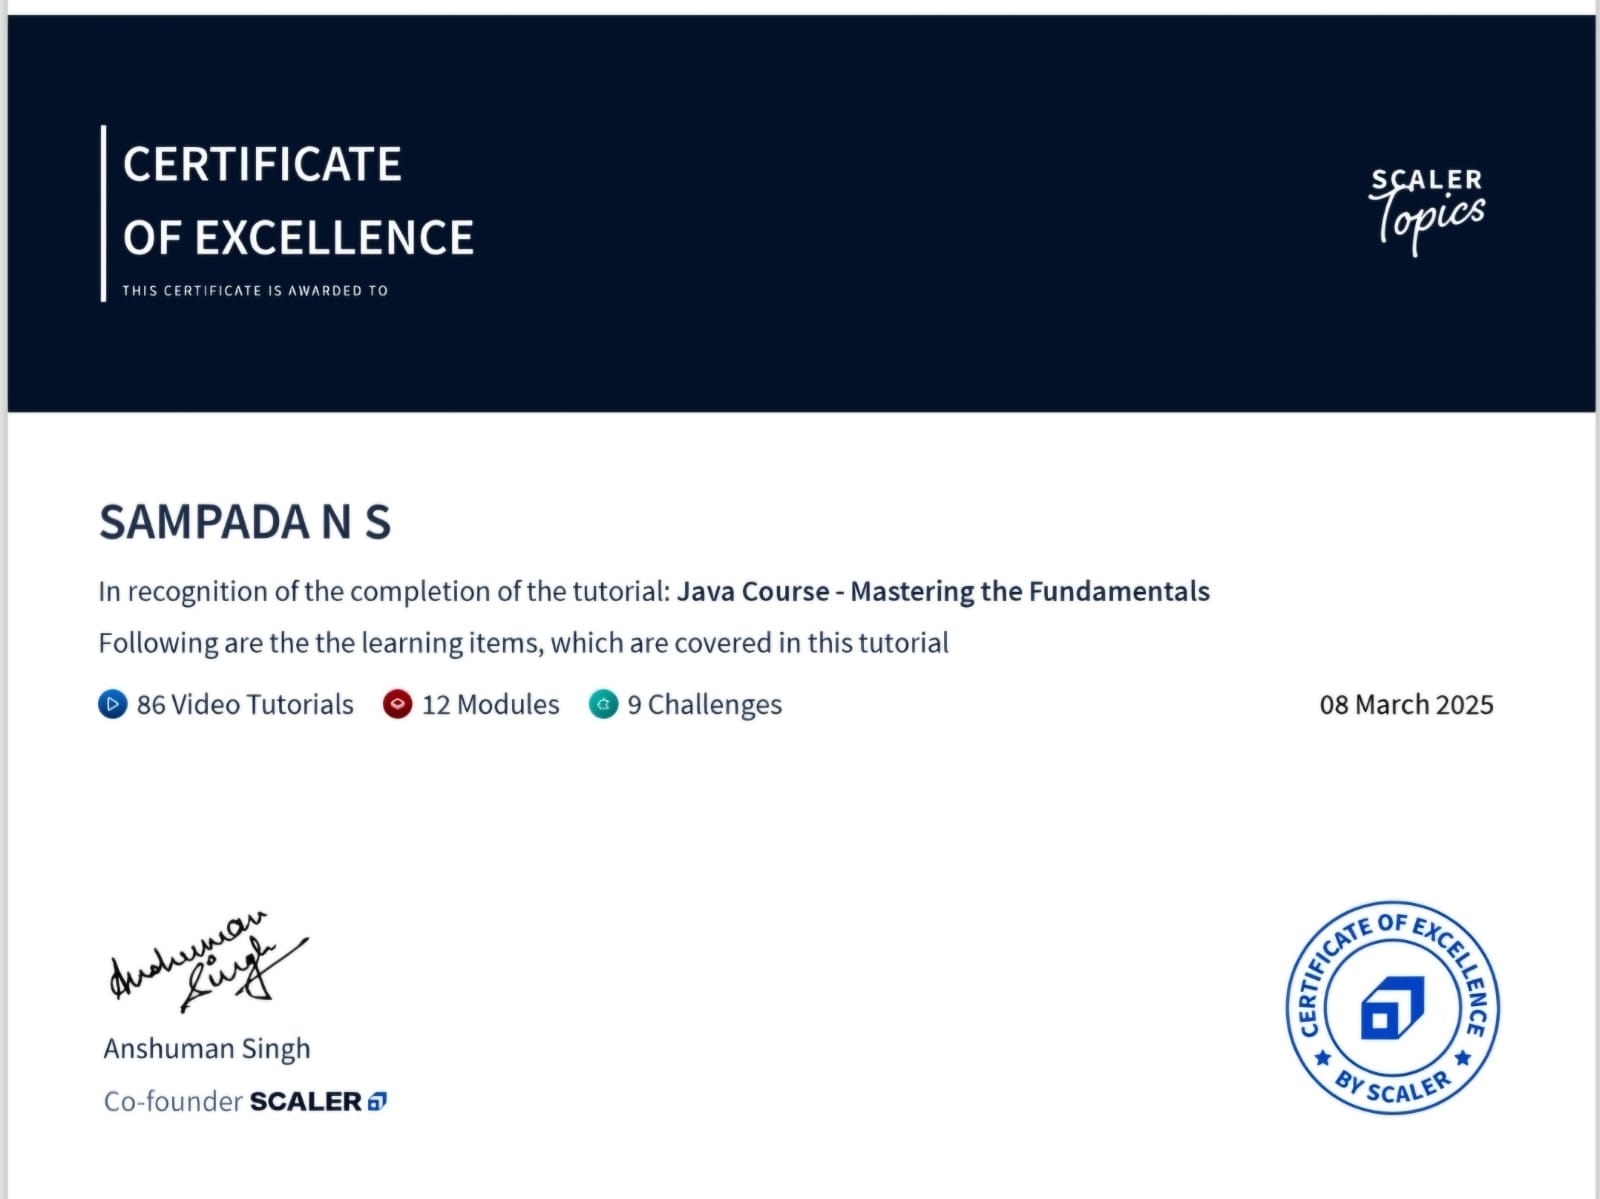 CERTIFICATE
OF EXCELLENCE
THIS CERTIFICATE IS AWARDED TO
SCALER
Topics
SAMPADA N S
In recognition of the completion of the tutorial: Java Course - Mastering the Fundamentals
Following are the the learning items, which are covered in this tutorial
86 Video Tutorials 12 Modules 9 Challenges 08 March 2025
Anshuman
Singh
Anshuman Singh
Co-founder SCALER
CERTIFICATE OF EXCELLENCE
BY SCALER